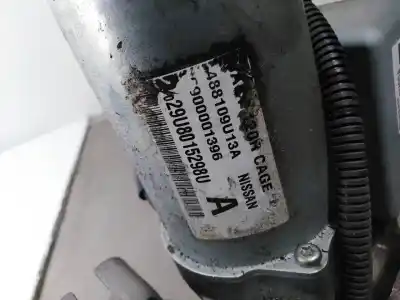 CAGE
NISSAN
488109U13A
900001396
29U8015298U
A